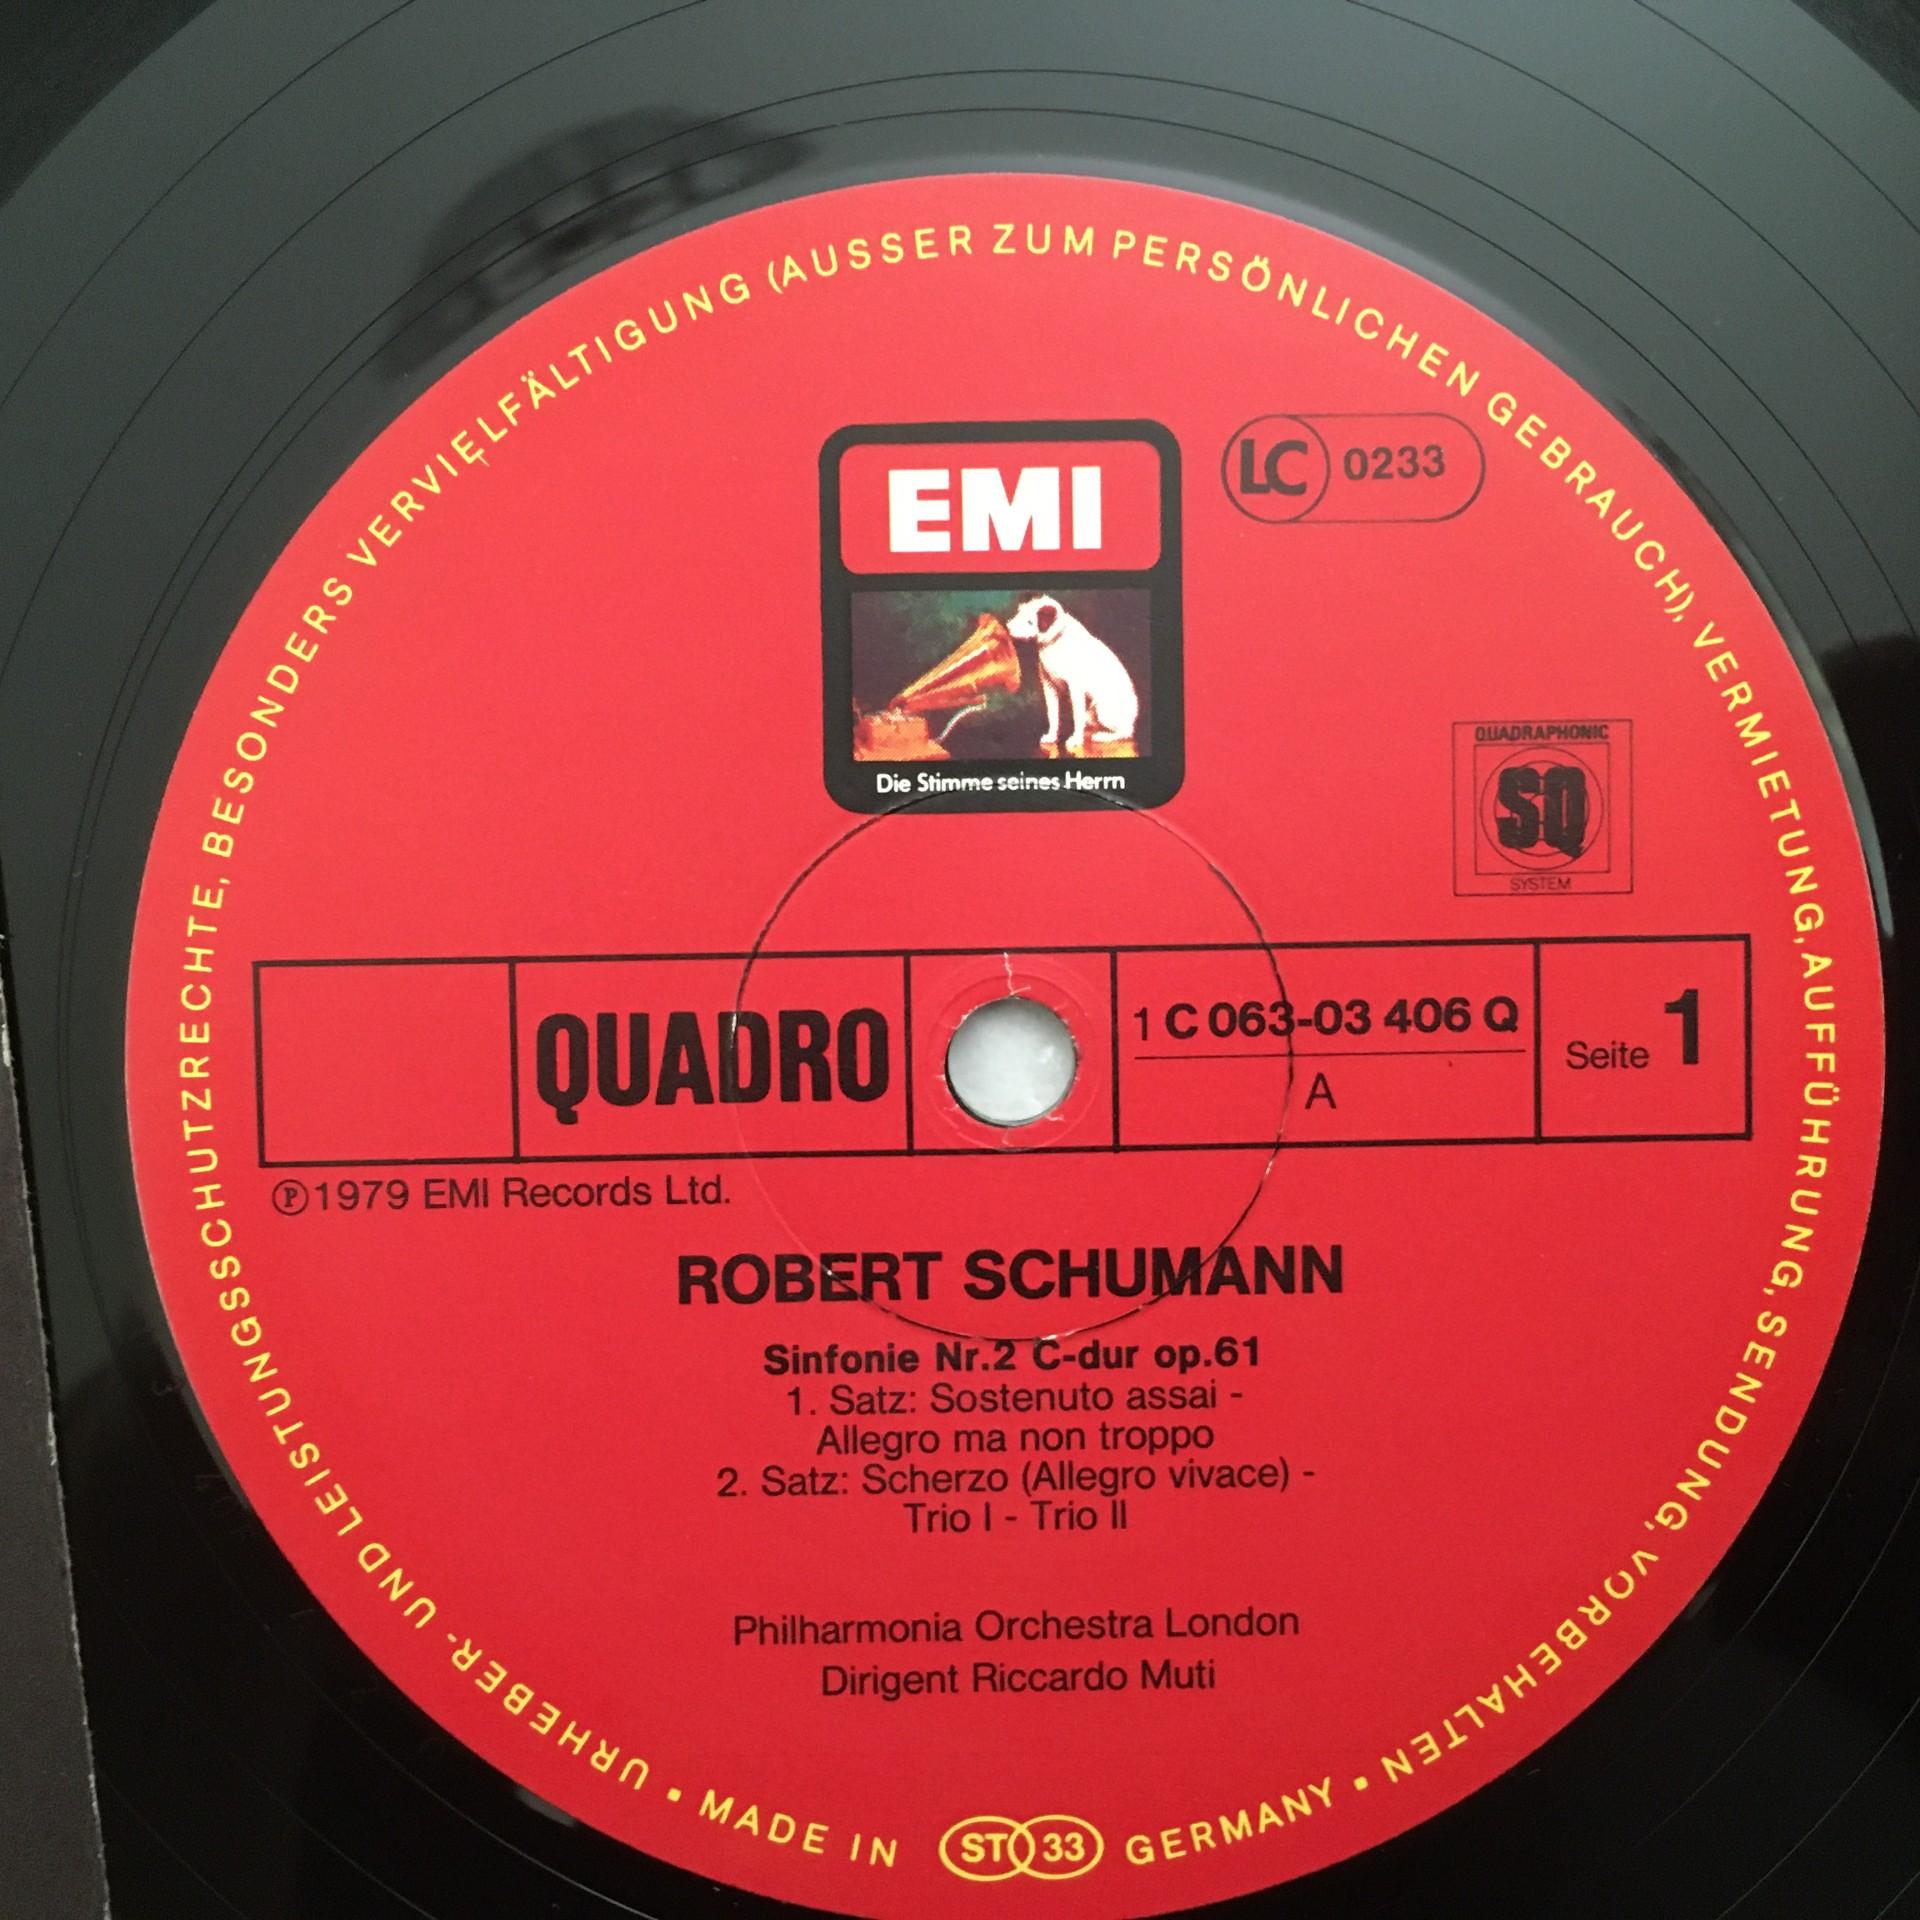 URHEBER- UND LEISTUNGSSCHUTZRECHTE, BESONDERS VERVIELFÄLTIGUNG (AUSSER ZUM PERSÖNLICHEN GEBRAUCH), VERMIETUNG, AUFFÜHRUNG, SENDUNG, VORBEHALTEN •
EMI
LC 0233
Die Stimme seines Herrn
QUADRAPHONIC
SQ
SYSTEM
QUADRO
1 C 063-03 406 Q
A
Seite 1
℗ 1979 EMI Records Ltd.
ROBERT SCHUMANN
Sinfonie Nr.2 C-dur op.61
1. Satz: Sostenuto assai -
Allegro ma non troppo
2. Satz: Scherzo (Allegro vivace) -
Trio I - Trio II
Philharmonia Orchestra London
Dirigent Riccardo Muti
• MADE IN ST 33 GERMANY